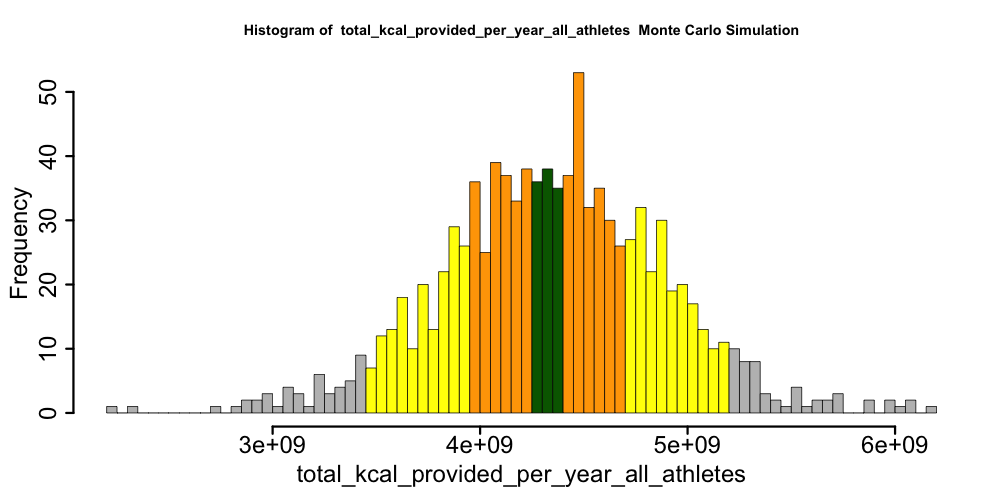 Histogram of  total_kcal_provided_per_year_all_athletes  Monte Carlo Simulation
Frequency
50
40
30
20
10
0
3e+09 4e+09 5e+09 6e+09
total_kcal_provided_per_year_all_athletes